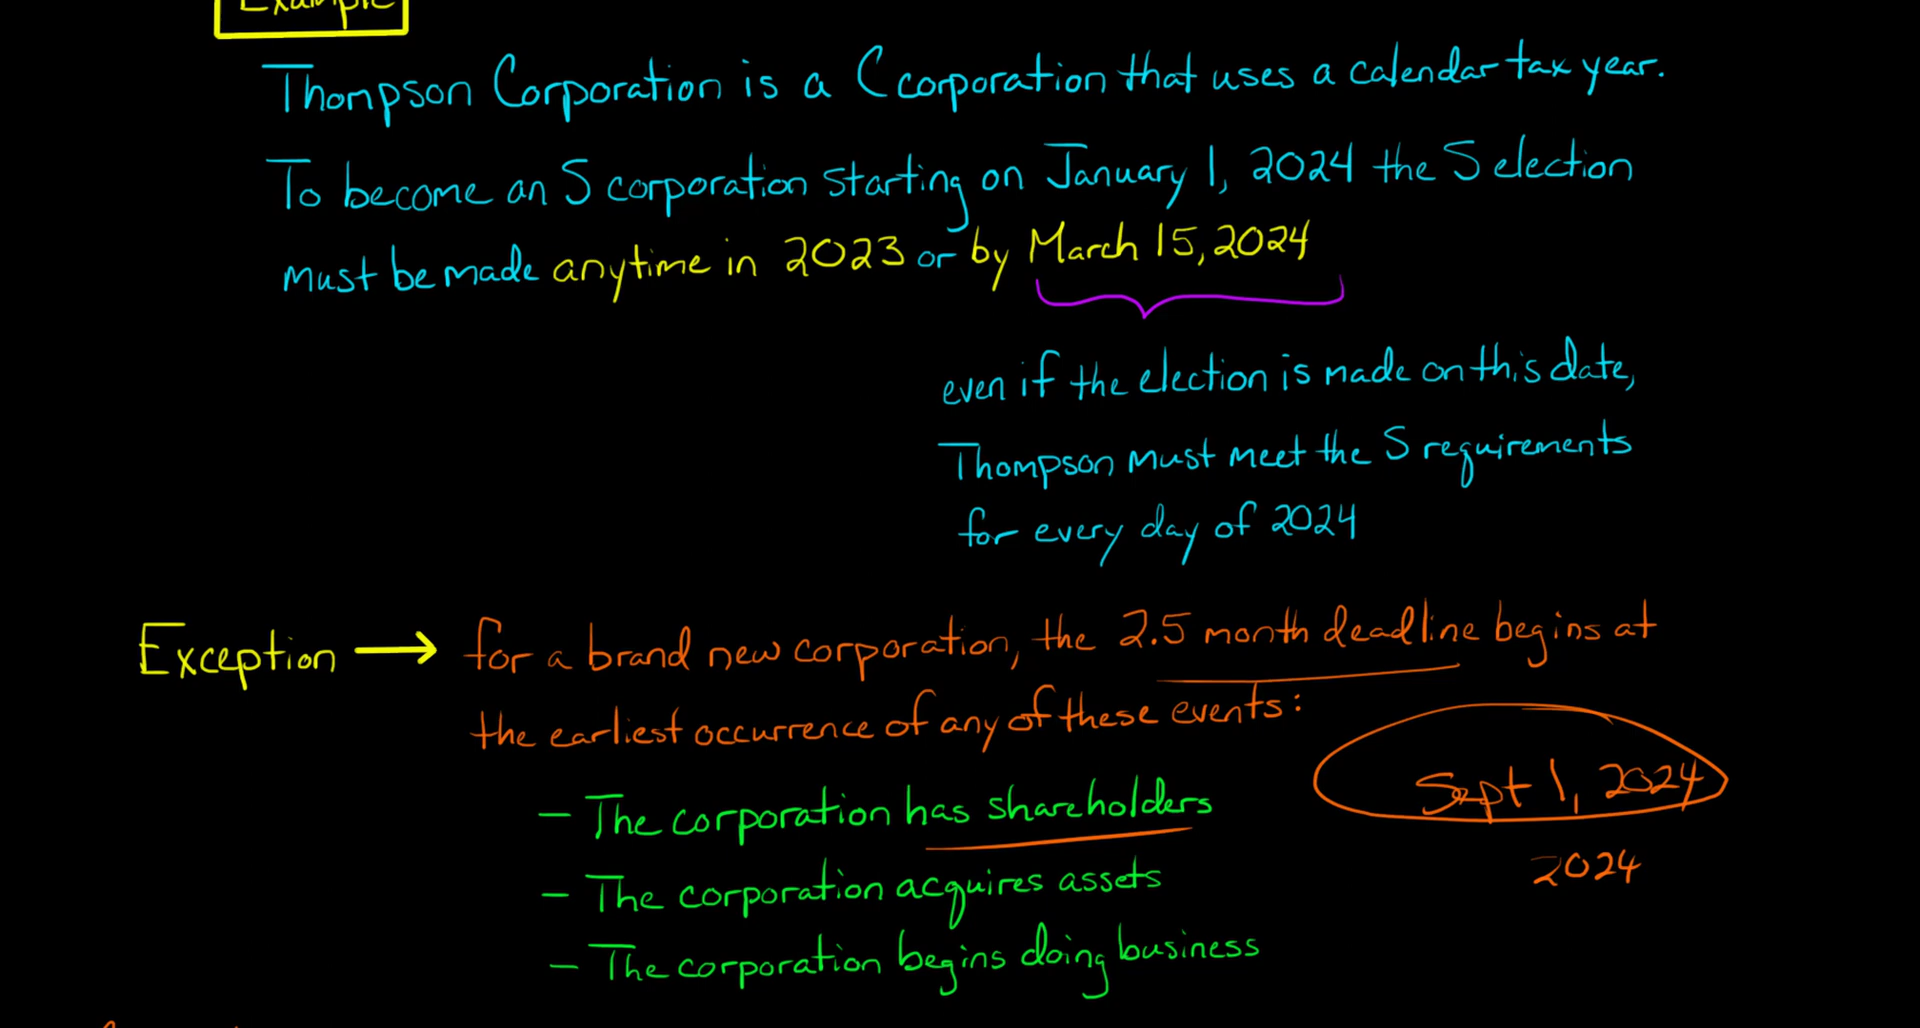 Example
Thompson Corporation is a C corporation that uses a calendar tax year.
To become an S corporation starting on January 1, 2024 the S election
must be made anytime in 2023 or by March 15, 2024
even if the election is made on this date,
Thompson must meet the S requirements
for every day of 2024
Exception → for a brand new corporation, the 2.5 month deadline begins at
the earliest occurrence of any of these events:
- The corporation has shareholders
Sept 1, 2024
- The corporation acquires assets
2024
- The corporation begins doing business